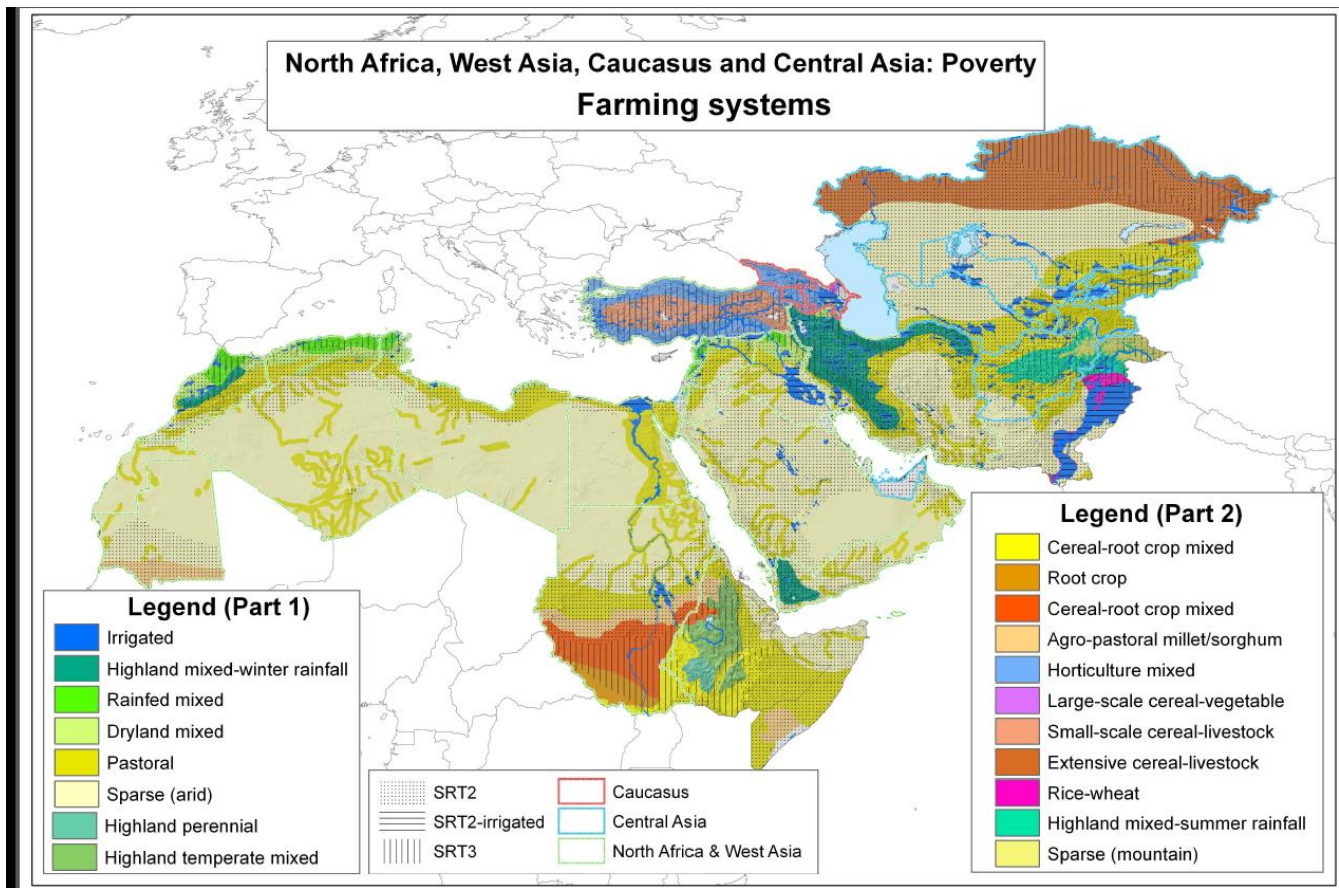 North Africa, West Asia, Caucasus and Central Asia: Poverty
Farming systems
Legend (Part 1)
Irrigated
Highland mixed-winter rainfall
Rainfed mixed
Dryland mixed
Pastoral
Sparse (arid)
Highland perennial
Highland temperate mixed
SRT2
SRT2-irrigated
SRT3
Caucasus
Central Asia
North Africa & West Asia
Legend (Part 2)
Cereal-root crop mixed
Root crop
Cereal-root crop mixed
Agro-pastoral millet/sorghum
Horticulture mixed
Large-scale cereal-vegetable
Small-scale cereal-livestock
Extensive cereal-livestock
Rice-wheat
Highland mixed-summer rainfall
Sparse (mountain)